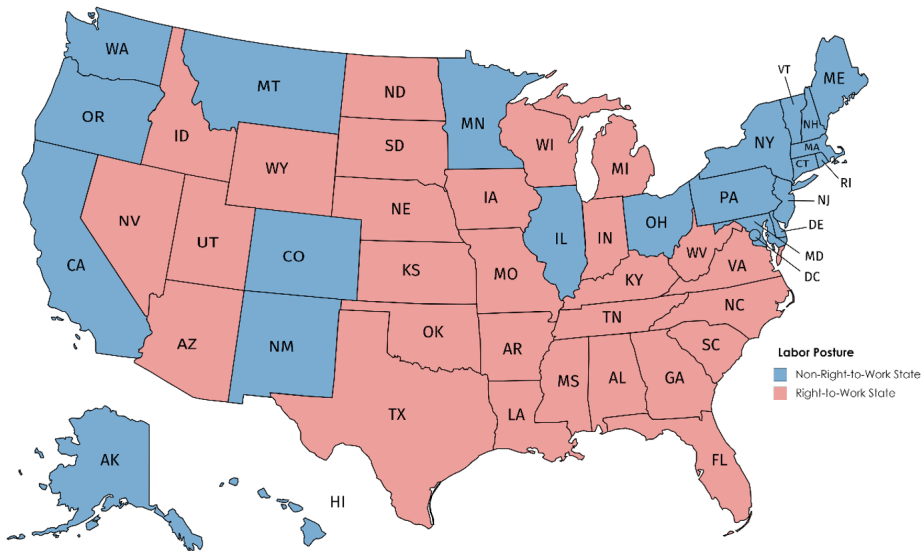 WA
MT
ND
MN
VT
ME
OR
ID
SD
WI
NY
NH
MA
WY
MI
CT
RI
NE
IA
PA
NJ
NV
UT
CO
IL
IN
OH
DE
CA
KS
MO
WV
MD
KY
VA
DC
AZ
NM
OK
TN
NC
AR
SC
MS
AL
GA
TX
LA
FL
AK
HI
Labor Posture
Non-Right-to-Work State
Right-to-Work State